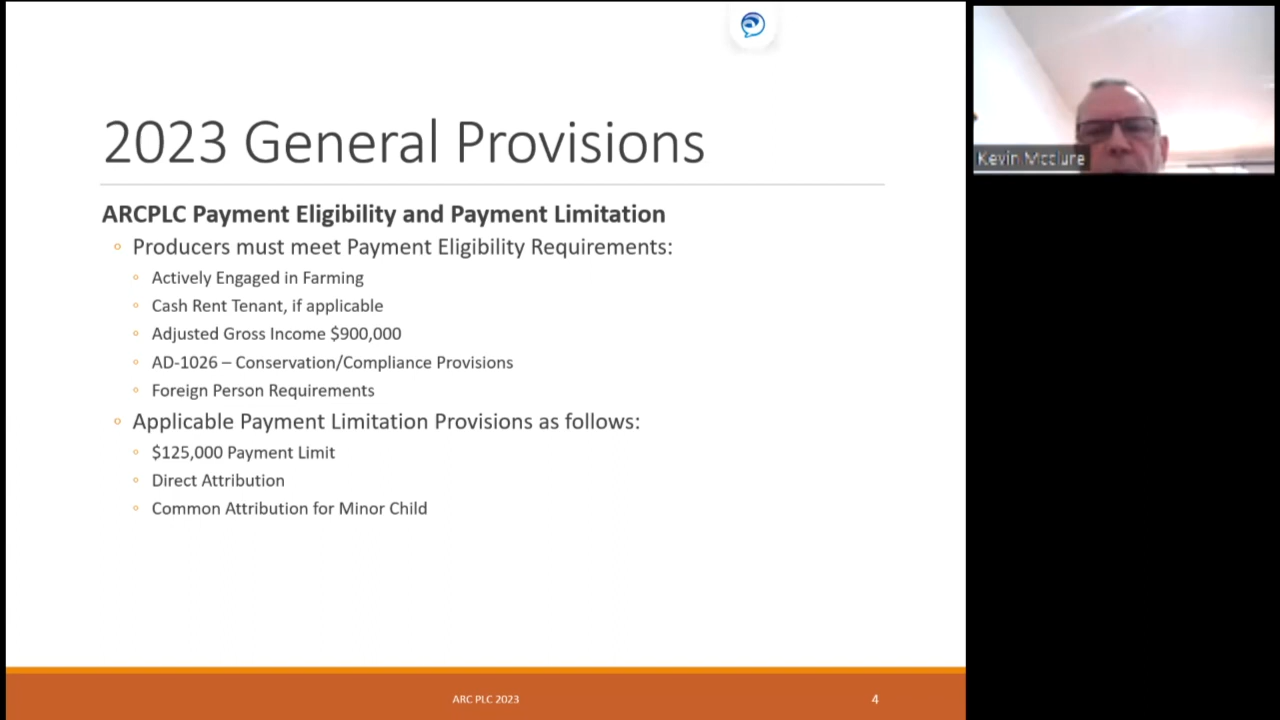 2023 General Provisions
ARCPLC Payment Eligibility and Payment Limitation
Producers must meet Payment Eligibility Requirements:
Actively Engaged in Farming
Cash Rent Tenant, if applicable
Adjusted Gross Income $900,000
AD-1026 – Conservation/Compliance Provisions
Foreign Person Requirements
Applicable Payment Limitation Provisions as follows:
$125,000 Payment Limit
Direct Attribution
Common Attribution for Minor Child
ARC PLC 2023
4
Kevin Mcclure